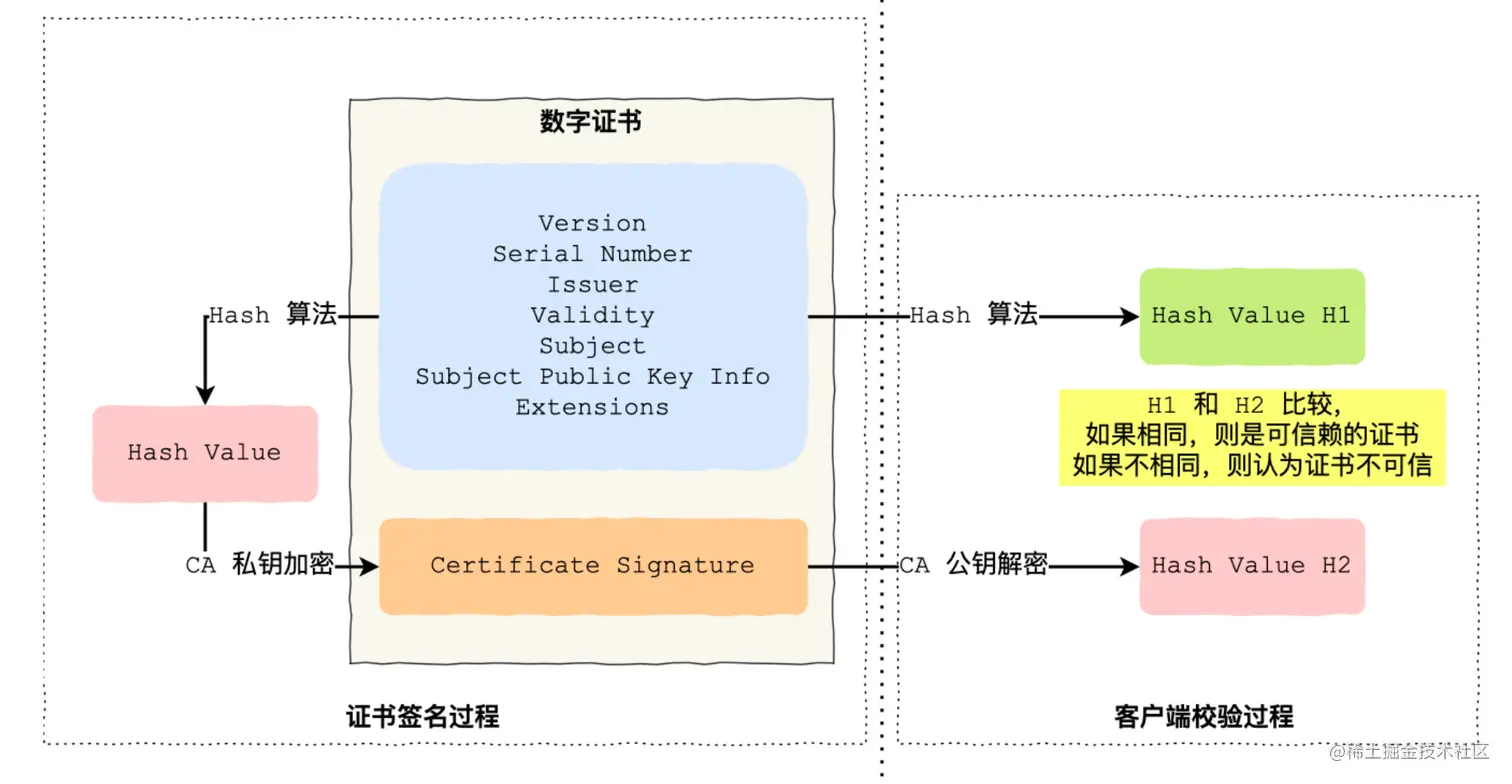 数字证书
Version
Serial Number
Issuer
Validity
Subject
Subject Public Key Info
Extensions
Hash 算法
Hash Value
CA 私钥加密
Certificate Signature
证书签名过程
Hash 算法
Hash Value H1
H1 和 H2 比较，
如果相同，则是可信赖的证书
如果不相同，则认为证书不可信
CA 公钥解密
Hash Value H2
客户端校验过程
@稀土掘金技术社区